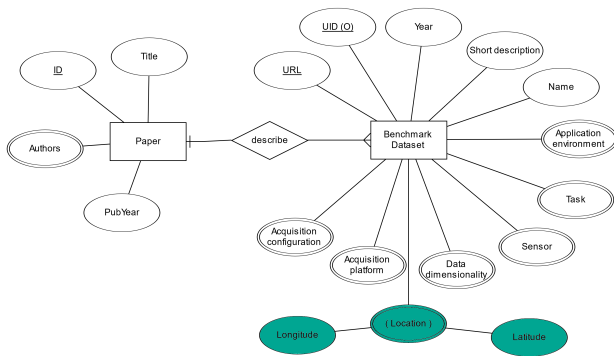 UID (O)
Year
Title
Short description
ID
URL
Name
Paper
describe
Benchmark
Dataset
Application
environment
Authors
Task
PubYear
Acquisition
configuration
Sensor
Acquisition
platform
Data
dimensionality
( Location )
Longitude
Latitude